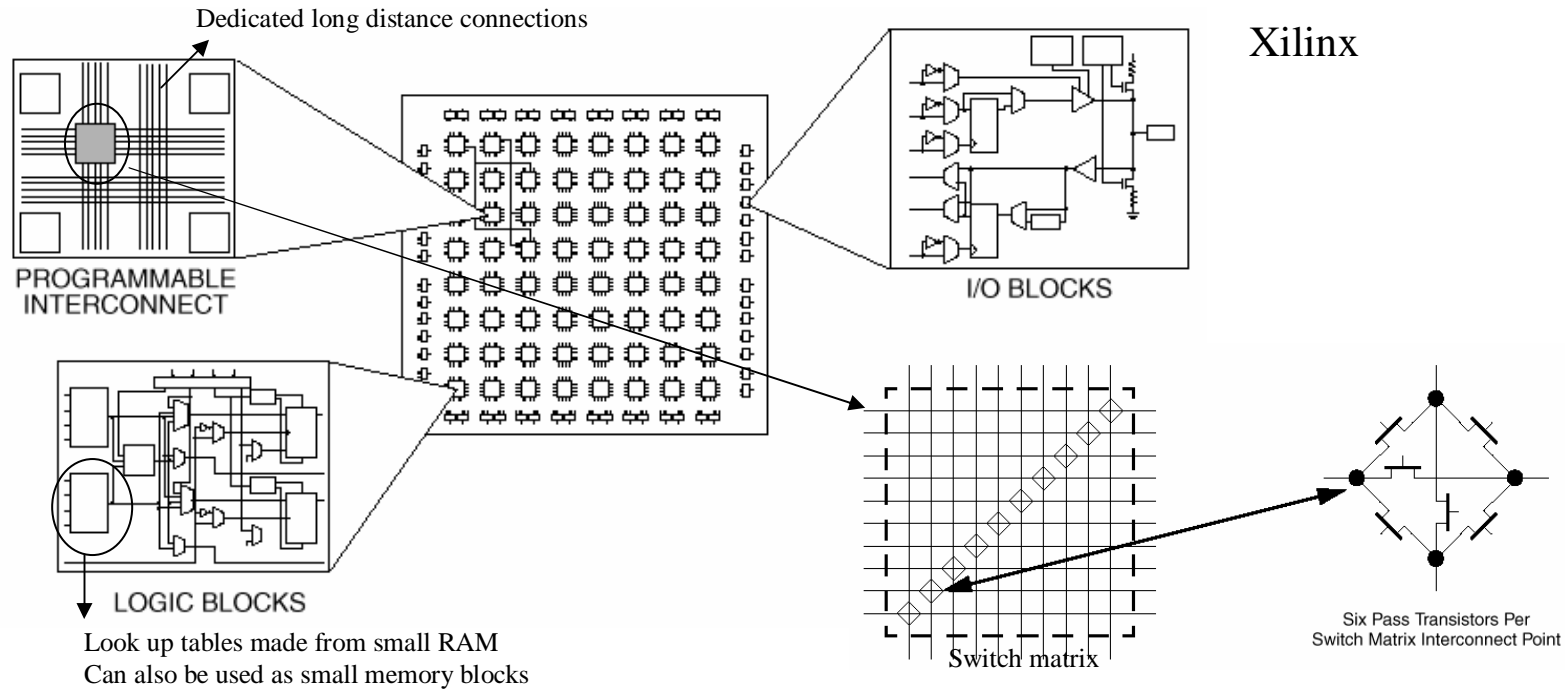 Dedicated long distance connections
Xilinx
PROGRAMMABLE
INTERCONNECT
I/O BLOCKS
LOGIC BLOCKS
Look up tables made from small RAM
Can also be used as small memory blocks
Switch matrix
Six Pass Transistors Per
Switch Matrix Interconnect Point